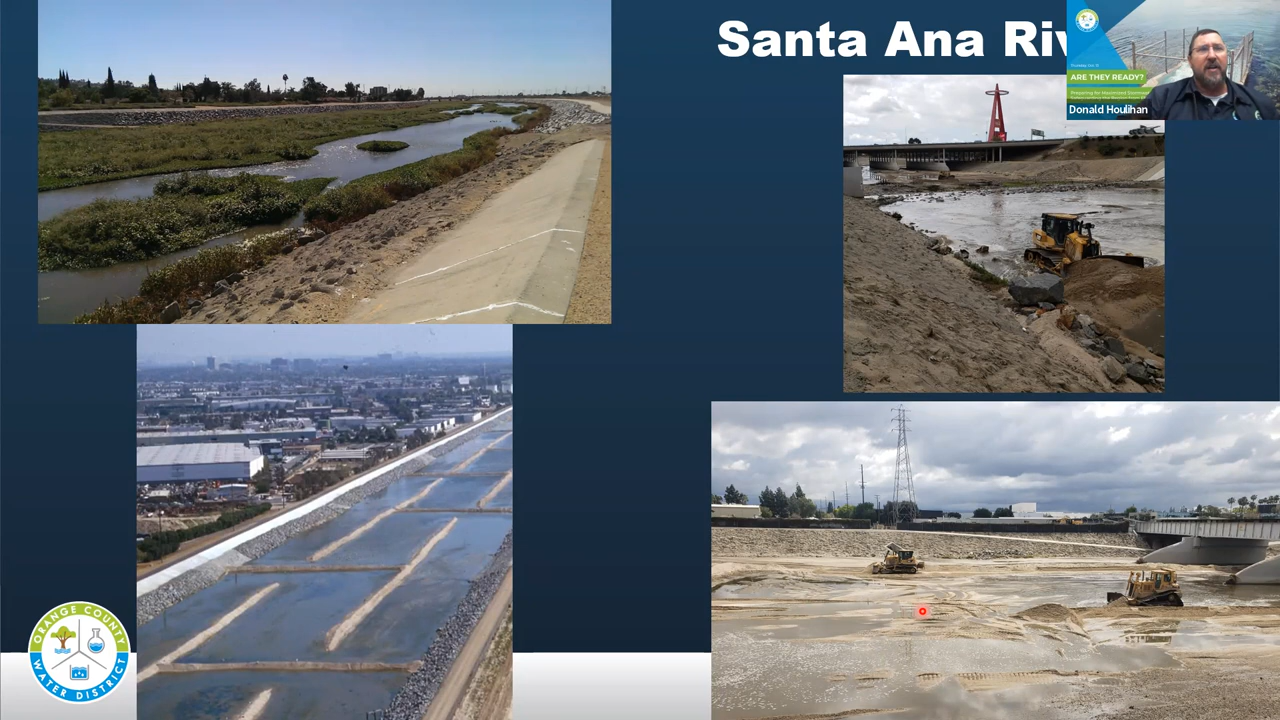 Santa Ana Riv
ARE THEY READY?
Donald Houlihan
ORANGE COUNTY
WATER DISTRICT